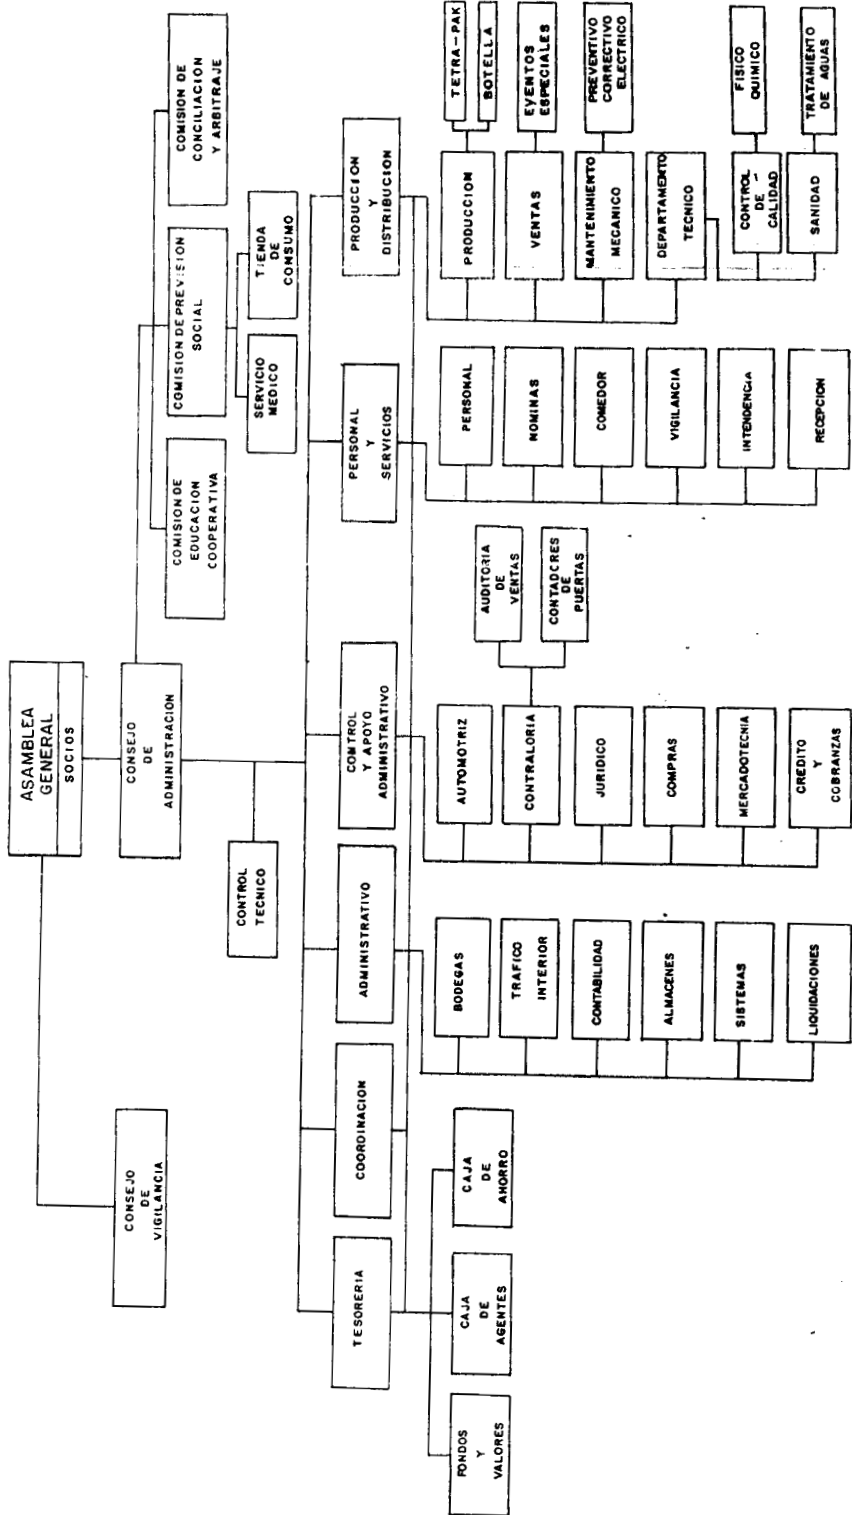 ASAMBLEA
GENERAL
SOCIOS
CONSEJO
DE
VIGILANCIA
CONSEJO
DE
ADMINISTRACION
COMISION DE
EDUCACION
COOPERATIVA
COMISION DE PREVISION
SOCIAL
COMISION DE
CONCILIACION
Y ARBITRAJE
SERVICIO
MEDICO
TIENDA
DE
CONSUMO
CONTROL
TECNICO
TESORERIA
COORDINACION
ADMINISTRATIVO
CONTROL
Y APOYO
ADMINISTRATIVO
PERSONAL
Y
SERVICIOS
PRODUCCION
Y
DISTRIBUCION
FONDOS
Y
VALORES
CAJA
DE
AGENTES
CAJA
DE
AHORRO
BODEGAS
TRAFICO
INTERIOR
CONTABILIDAD
ALMACENES
SISTEMAS
LIQUIDACIONES
AUTOMOTRIZ
CONTRALORIA
AUDITORIA
DE
VENTAS
CONTADORES
DE
PUERTAS
JURIDICO
COMPRAS
MERCADOTECNIA
CREDITO
Y
COBRANZAS
PERSONAL
NOMINAS
COMEDOR
VIGILANCIA
INTENDENCIA
RECEPCION
PRODUCCION
TETRA-PAK
BOTELLA
VENTAS
EVENTOS
ESPECIALES
MANTENIMIENTO
MECANICO
PREVENTIVO
CORRECTIVO
ELECTRICO
DEPARTAMENTO
TECNICO
CONTROL
DE
CALIDAD
FISICO
QUIMICO
SANIDAD
TRATAMIENTO
DE AGUAS